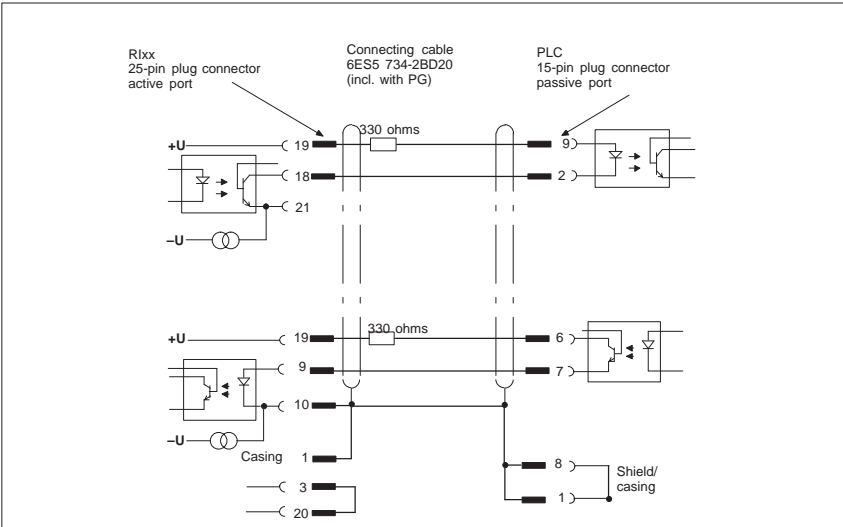 RIxx
25-pin plug connector
active port
Connecting cable
6ES5 734-2BD20
(incl. with PG)
PLC
15-pin plug connector
passive port
330 ohms
+U
19
9
18
2
21
–U
330 ohms
+U
19
6
9
7
10
–U
Casing
1
8
Shield/
casing
3
1
20